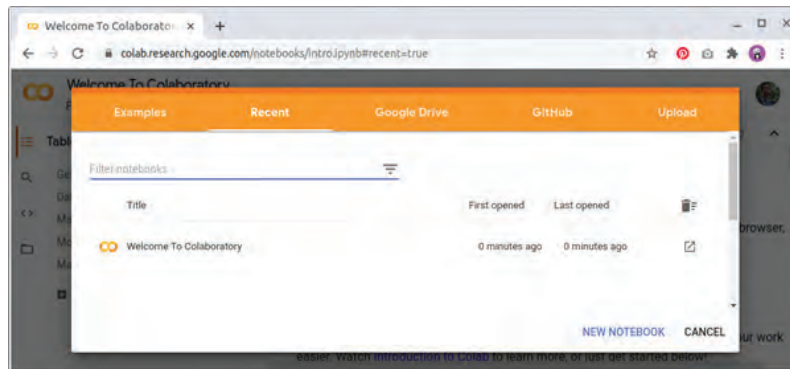 Welcome To Colaborato
colab.research.google.com/notebooks/intro.ipynb#recent=true
Welcome To Colaboratory
Examples Recent Google Drive GitHub Upload
Tabl
Filter notebooks
Title First opened Last opened
browser,
Welcome To Colaboratory 0 minutes ago 0 minutes ago
NEW NOTEBOOK CANCEL
ur work
easier. Watch Introduction to Colab to learn more, or just get started below!